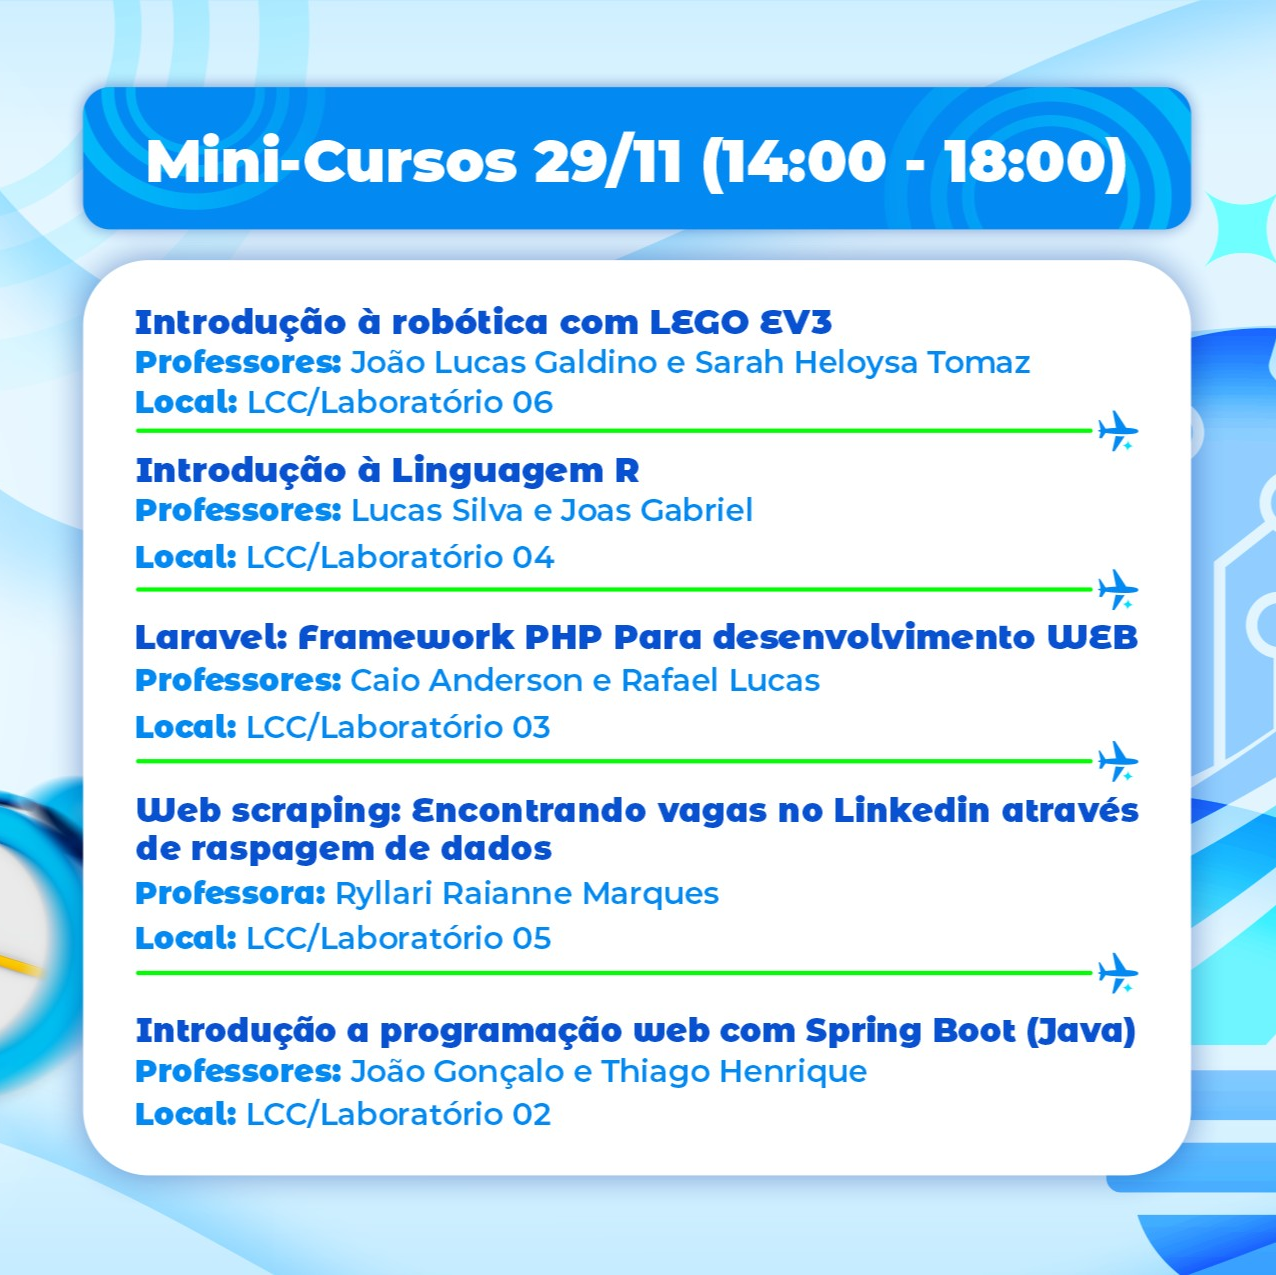 Mini-Cursos 29/11 (14:00 - 18:00)
Introdução à robótica com LEGO EV3
Professores: João Lucas Galdino e Sarah Heloysa Tomaz
Local: LCC/Laboratório 06
Introdução à Linguagem R
Professores: Lucas Silva e Joas Gabriel
Local: LCC/Laboratório 04
Laravel: Framework PHP Para desenvolvimento WEB
Professores: Caio Anderson e Rafael Lucas
Local: LCC/Laboratório 03
Web scraping: Encontrando vagas no Linkedin através
de raspagem de dados
Professora: Ryllari Raianne Marques
Local: LCC/Laboratório 05
Introdução a programação web com Spring Boot (Java)
Professores: João Gonçalo e Thiago Henrique
Local: LCC/Laboratório 02